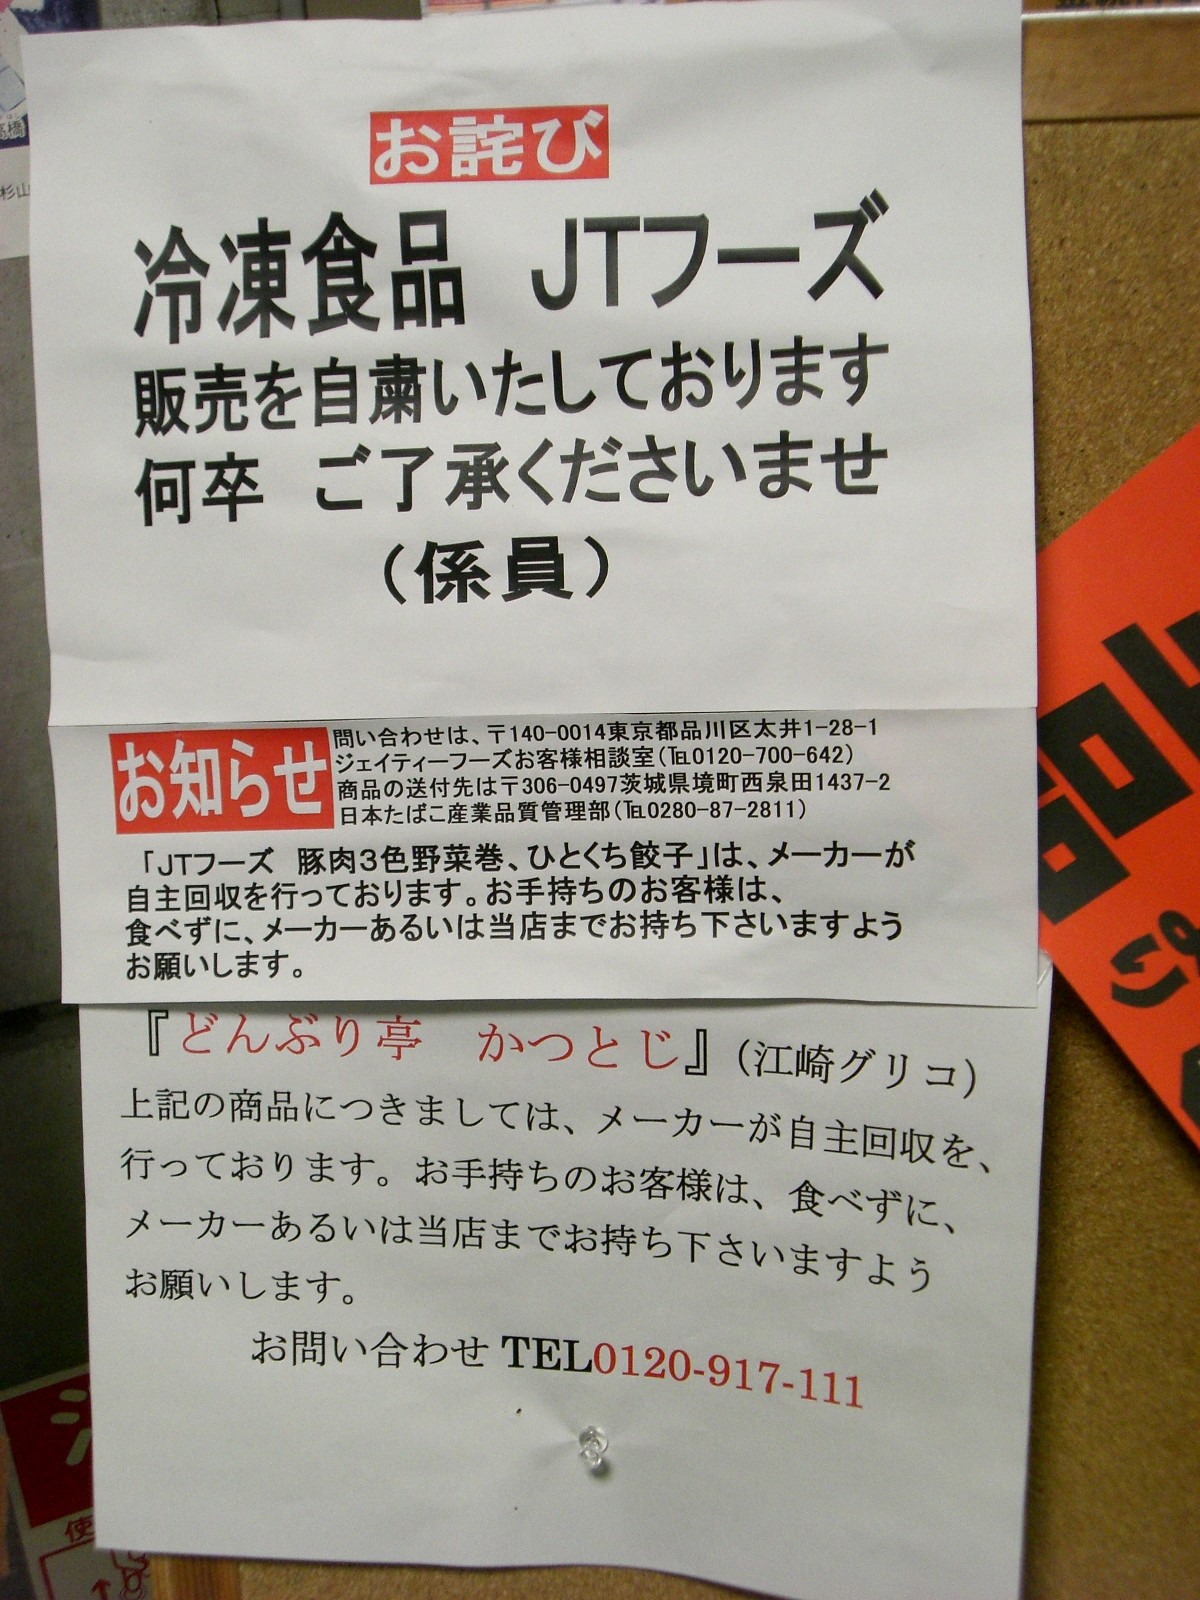 お詫び
冷凍食品 JTフーズ
販売を自粛いたしております
何卒 ご了承くださいませ
（係員）
お知らせ
問い合わせは、〒140-0014東京都品川区太井1-28-1
ジェイティーフーズお客様相談室（℡0120-700-642）
商品の送付先は〒306-0497茨城県境町西泉田1437-2
日本たばこ産業品質管理部（℡0280-87-2811）
「JTフーズ 豚肉3色野菜巻、ひとくち餃子」は、メーカーが
自主回収を行っております。お手持ちのお客様は、
食べずに、メーカーあるいは当店までお持ち下さいますよう
お願いします。
『どんぶり亭 かつとじ』（江崎グリコ）
上記の商品につきましては、メーカーが自主回収を、
行っております。お手持ちのお客様は、食べずに、
メーカーあるいは当店までお持ち下さいますよう
お願いします。
お問い合わせ TEL0120-917-111
高橋
杉山
使